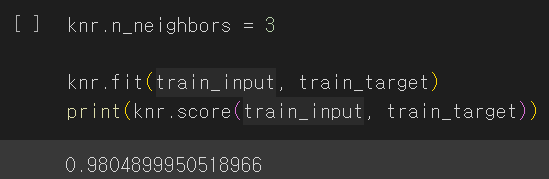 [ ] knr.n_neighbors = 3
knr.fit(train_input, train_target)
print(knr.score(train_input, train_target))
0.9804899950518966